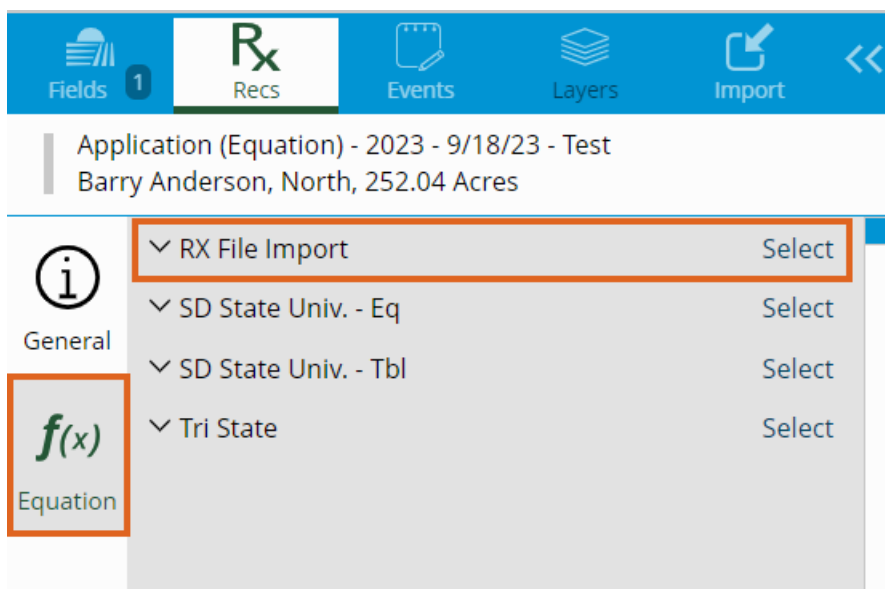 Fields 1
Rx
Recs
Events
Layers
Import
Application (Equation) - 2023 - 9/18/23 - Test
Barry Anderson, North, 252.04 Acres
i
General
f(x)
Equation
RX File Import Select
SD State Univ. - Eq Select
SD State Univ. - Tbl Select
Tri State Select